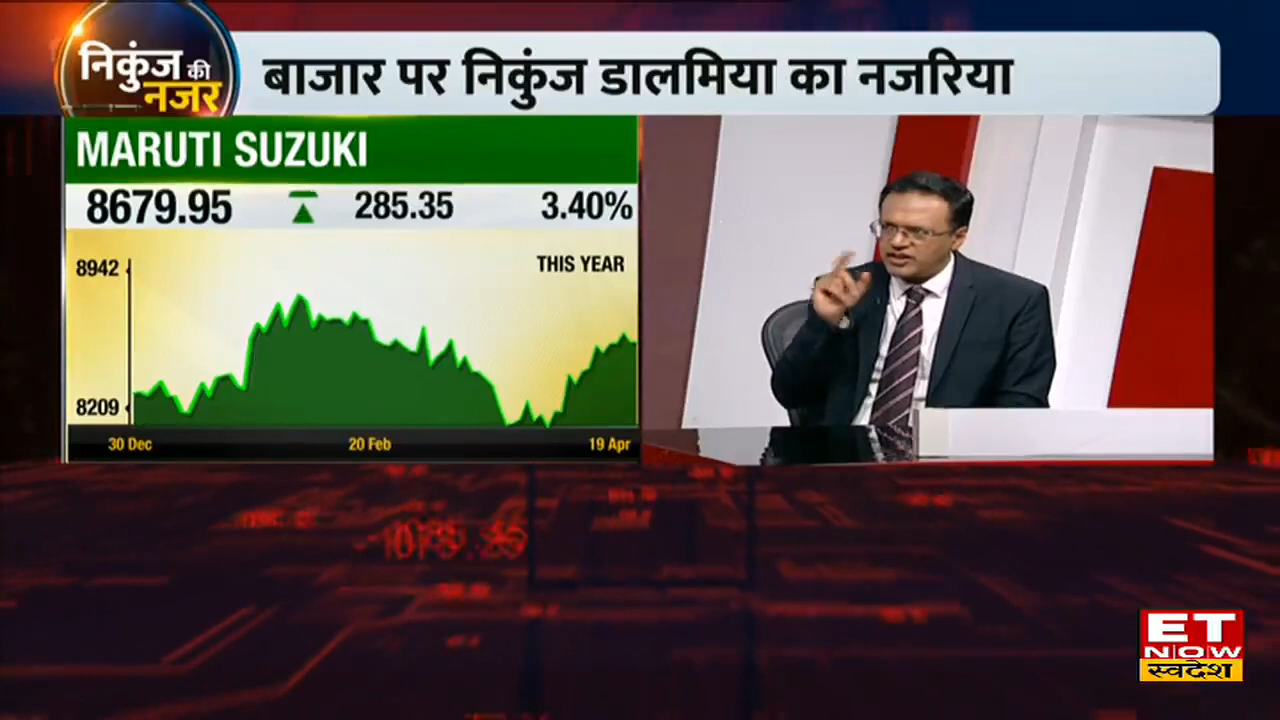 निकुंज की
नजर
बाजार पर निकुंज डालमिया का नजरिया
MARUTI SUZUKI
8679.95 285.35 3.40%
THIS YEAR
8942
8209
30 Dec 20 Feb 19 Apr
ET
NOW
स्वदेश